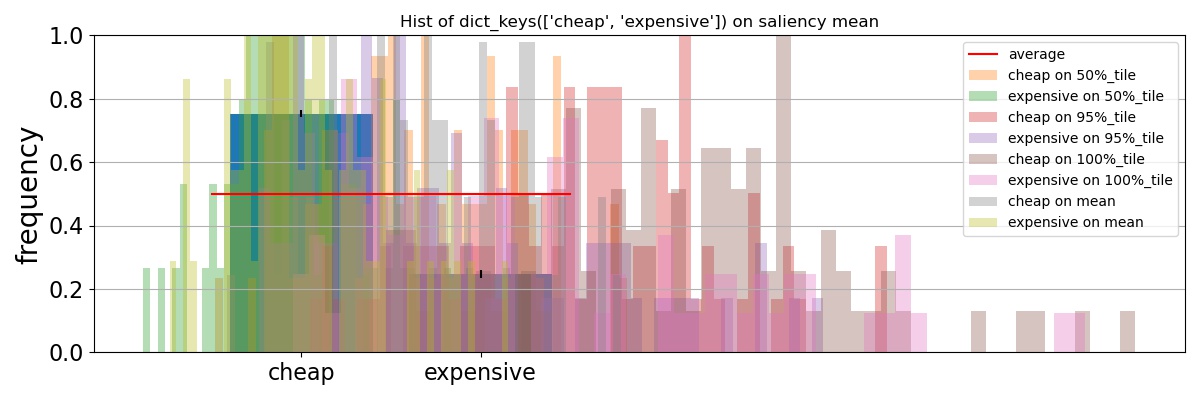 Hist of dict_keys(['cheap', 'expensive']) on saliency mean
frequency
1.0
0.8
0.6
0.4
0.2
0.0
cheap
expensive
average
cheap on 50%_tile
expensive on 50%_tile
cheap on 95%_tile
expensive on 95%_tile
cheap on 100%_tile
expensive on 100%_tile
cheap on mean
expensive on mean